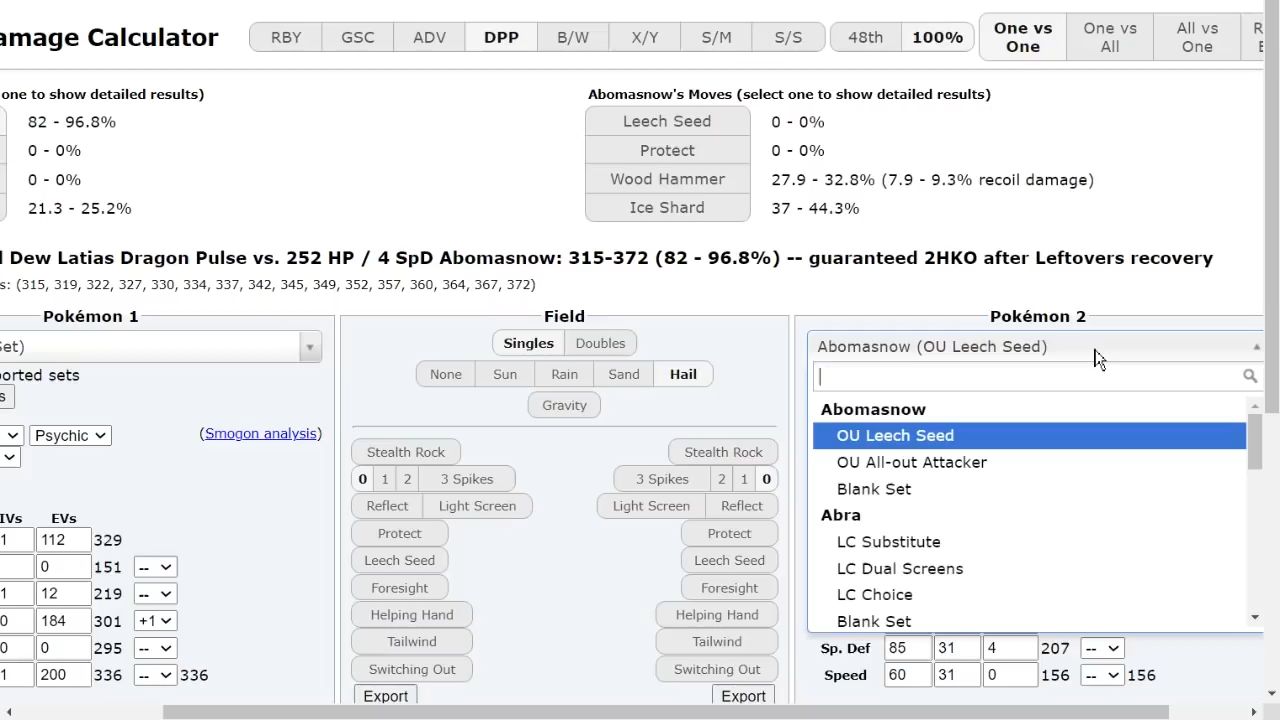 amage Calculator
RBY GSC ADV DPP B/W X/Y S/M S/S 48th 100% One vs One One vs All All vs One
one to show detailed results)
82 - 96.8%
0 - 0%
0 - 0%
21.3 - 25.2%
Abomasnow's Moves (select one to show detailed results)
Leech Seed 0 - 0%
Protect 0 - 0%
Wood Hammer 27.9 - 32.8% (7.9 - 9.3% recoil damage)
Ice Shard 37 - 44.3%
l Dew Latias Dragon Pulse vs. 252 HP / 4 SpD Abomasnow: 315-372 (82 - 96.8%) -- guaranteed 2HKO after Leftovers recovery
s: (315, 319, 322, 327, 330, 334, 337, 342, 345, 349, 352, 357, 360, 364, 367, 372)
Pokémon 1
Set)
ported sets
s
Psychic (Smogon analysis)
IVs EVs
1 112 329
0 151 --
1 12 219 --
0 184 301 +1
0 0 295 --
1 200 336 -- 336
Field
Singles Doubles
None Sun Rain Sand Hail
Gravity
Stealth Rock Stealth Rock
0 1 2 3 Spikes 3 Spikes 2 1 0
Reflect Light Screen Light Screen Reflect
Protect Protect
Leech Seed Leech Seed
Foresight Foresight
Helping Hand Helping Hand
Tailwind Tailwind
Switching Out Switching Out
Export Export
Pokémon 2
Abomasnow (OU Leech Seed)
Abomasnow
OU Leech Seed
OU All-out Attacker
Blank Set
Abra
LC Substitute
LC Dual Screens
LC Choice
Blank Set
Sp. Def 85 31 4 207 --
Speed 60 31 0 156 -- 156